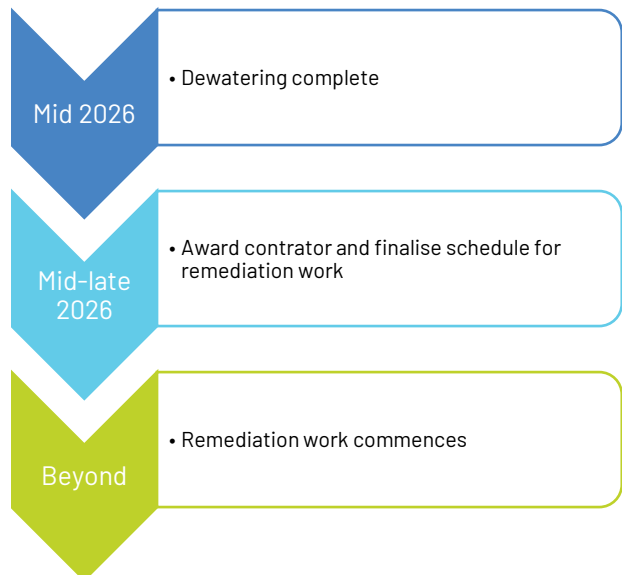 Mid 2026
• Dewatering complete
Mid-late
2026
• Award contrator and finalise schedule for
remediation work
Beyond
• Remediation work commences